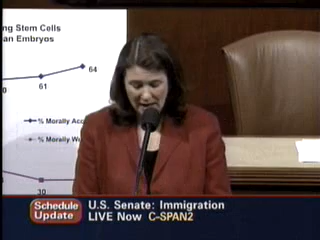 ng Stem Cells
an Embryos
64
61
% Morally Acc
% Morally W
30
Schedule U.S. Senate: Immigration
Update LIVE Now C-SPAN2